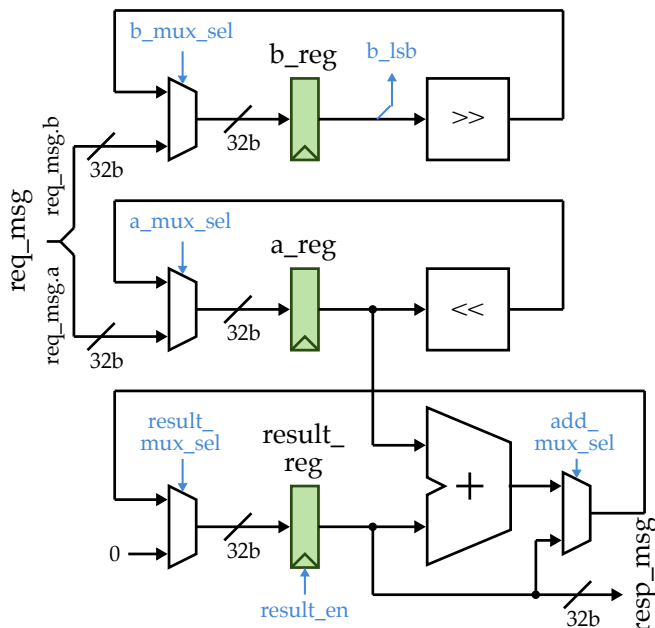 b_mux_sel
b_reg
b_lsb
>>
32b
req_msg.b
32b
req_msg
a_mux_sel
a_reg
<<
32b
req_msg.a
32b
result_
mux_sel
result_
reg
add_
mux_sel
+
0
32b
result_en
32b
resp_msg